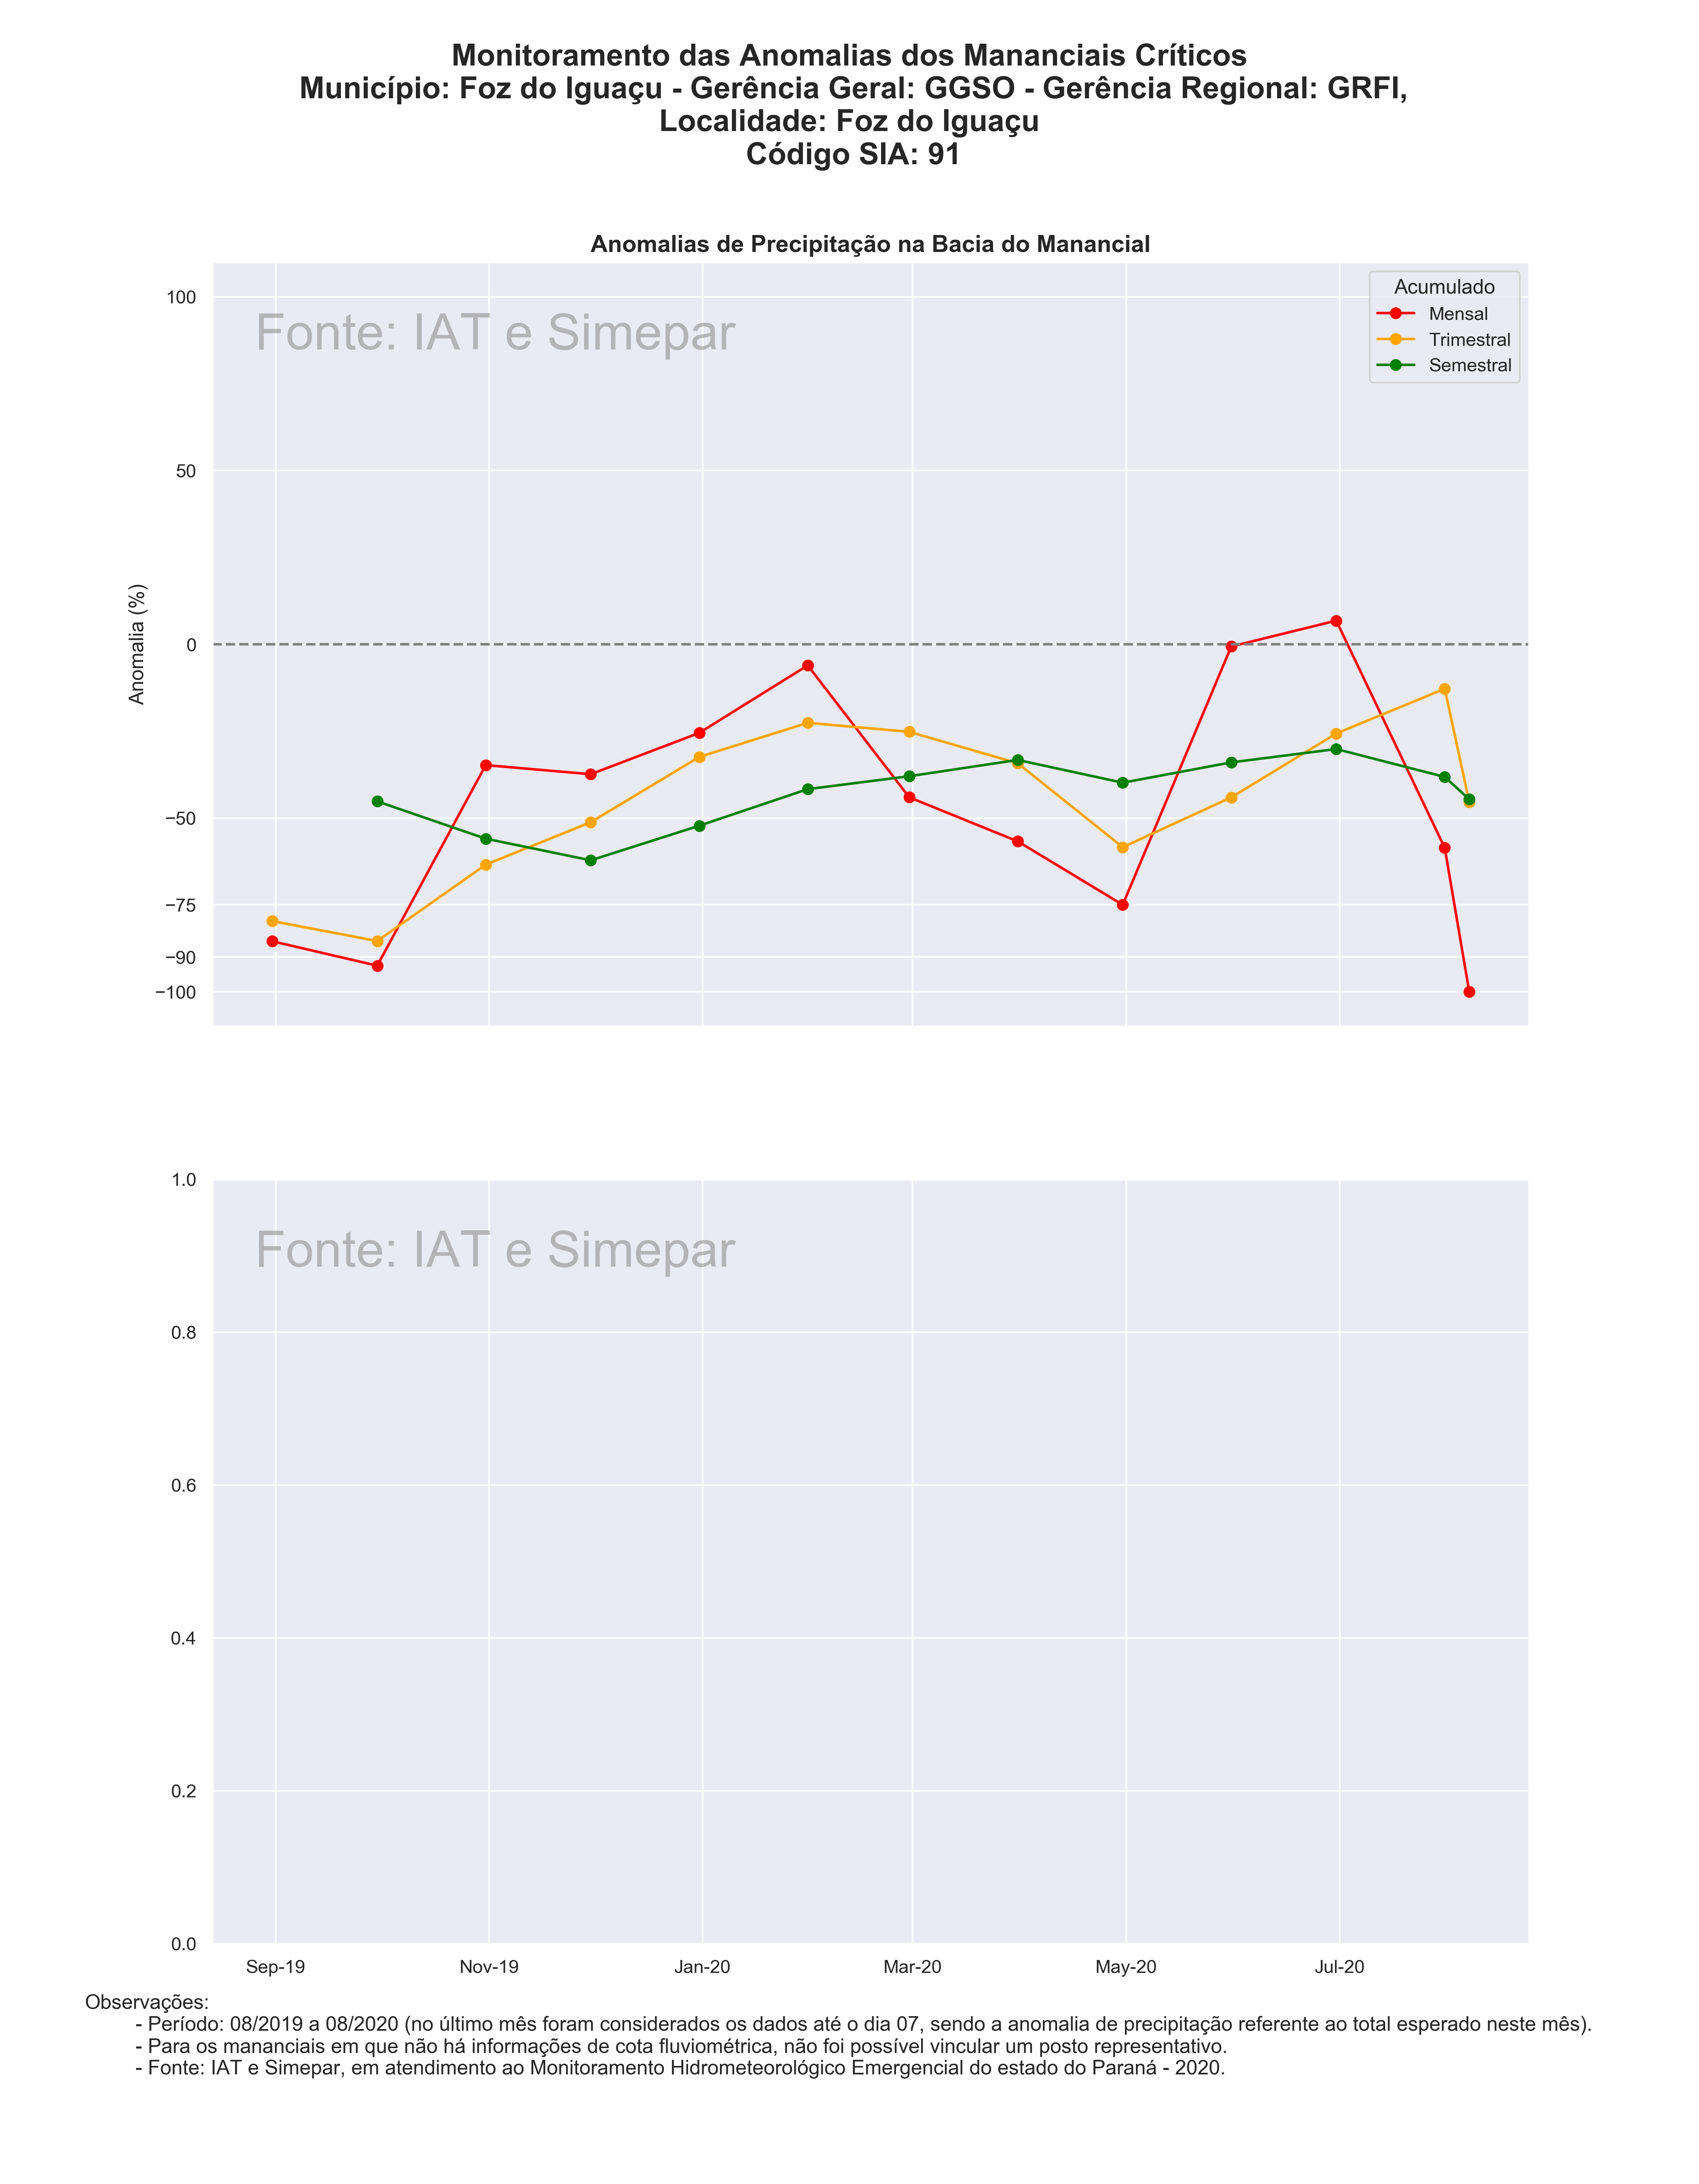 Monitoramento das Anomalias dos Mananciais Críticos
Município: Foz do Iguaçu - Gerência Geral: GGSO - Gerência Regional: GRFI,
Localidade: Foz do Iguaçu
Código SIA: 91
Anomalias de Precipitação na Bacia do Manancial
Fonte: IAT e Simepar
Acumulado
Mensal
Trimestral
Semestral
Anomalia (%)
100
50
0
−50
−75
−90
−100
Fonte: IAT e Simepar
1.0
0.8
0.6
0.4
0.2
0.0
Sep-19 Nov-19 Jan-20 Mar-20 May-20 Jul-20
Observações:
- Período: 08/2019 a 08/2020 (no último mês foram considerados os dados até o dia 07, sendo a anomalia de precipitação referente ao total esperado neste mês).
- Para os mananciais em que não há informações de cota fluviométrica, não foi possível vincular um posto representativo.
- Fonte: IAT e Simepar, em atendimento ao Monitoramento Hidrometeorológico Emergencial do estado do Paraná - 2020.